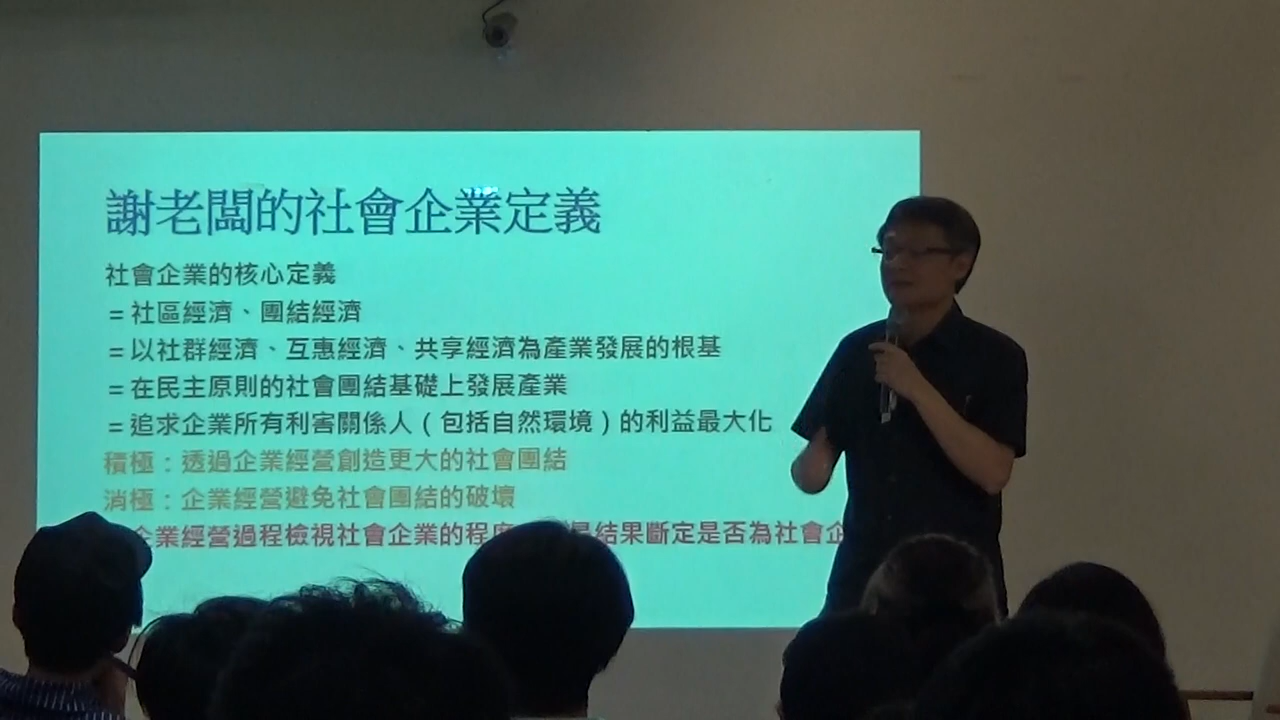 謝老闆的社會企業定義
社會企業的核心定義
＝社區經濟、團結經濟
＝以社群經濟、互惠經濟、共享經濟為產業發展的根基
＝在民主原則的社會團結基礎上發展產業
＝追求企業所有利害關係人（包括自然環境）的利益最大化
積極：透過企業經營創造更大的社會團結
消極：企業經營避免社會團結的破壞
企業經營過程檢視社會企業的程度 結果斷定是否為社會企